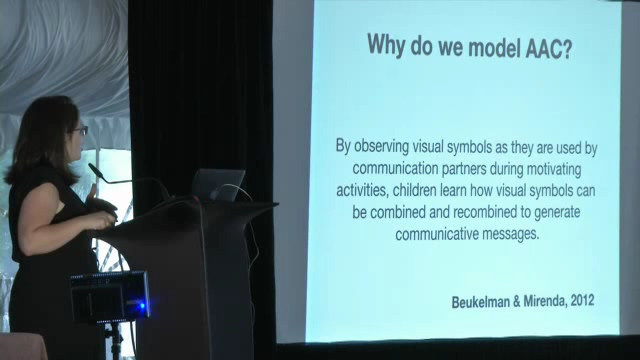 Why do we model AAC?
By observing visual symbols as they are used by
communication partners during motivating
activities, children learn how visual symbols can
be combined and recombined to generate
communicative messages.
Beukelman & Mirenda, 2012